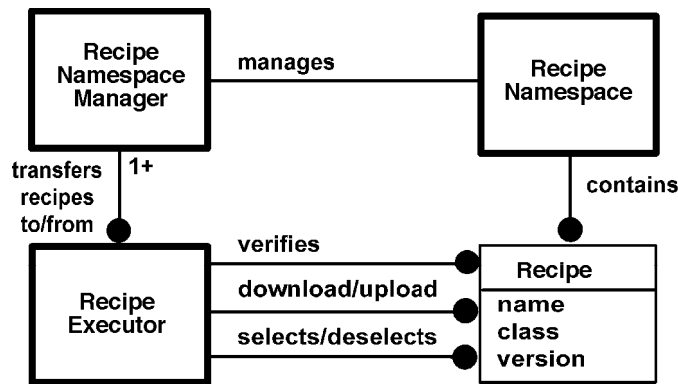 Recipe
Namespace
Manager
manages
Recipe
Namespace
transfers
recipes
to/from
1+
contains
Recipe
Executor
verifies
download/upload
selects/deselects
Recipe
name
class
version